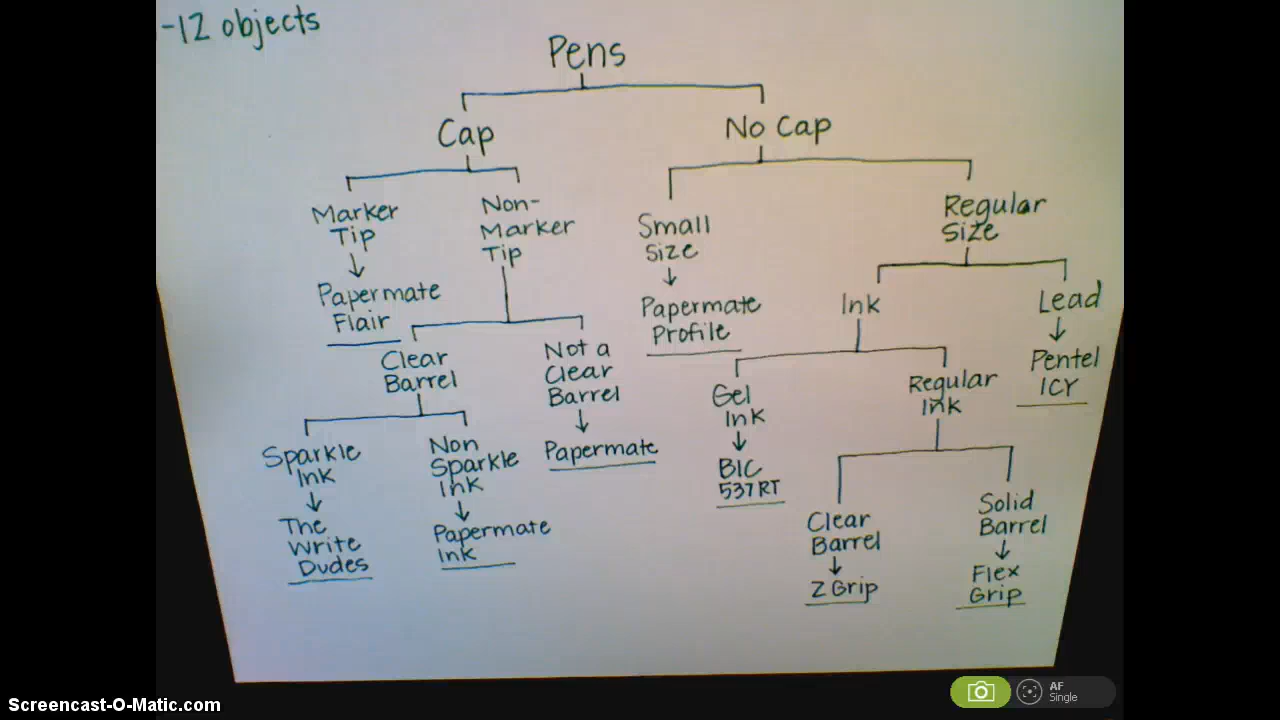 -12 objects
Pens
Cap
No Cap
Marker
Tip
Non-
Marker
Tip
Small
Size
Regular
Size
Papermate
Flair
Papermate
Profile
Ink
Lead
Clear
Barrel
Not a
Clear
Barrel
Gel
Ink
Regular
Ink
Pentel
ICY
Sparkle
Ink
Non
Sparkle
Ink
Papermate
BIC
537RT
The
Write
Dudes
Papermate
Ink
Clear
Barrel
Solid
Barrel
Z Grip
Flex
Grip
Screencast-O-Matic.com
AF
Single